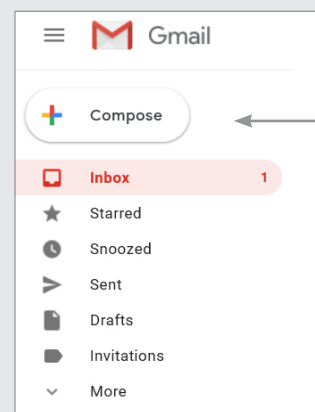 Gmail
Compose
Inbox 1
Starred
Snoozed
Sent
Drafts
Invitations
More